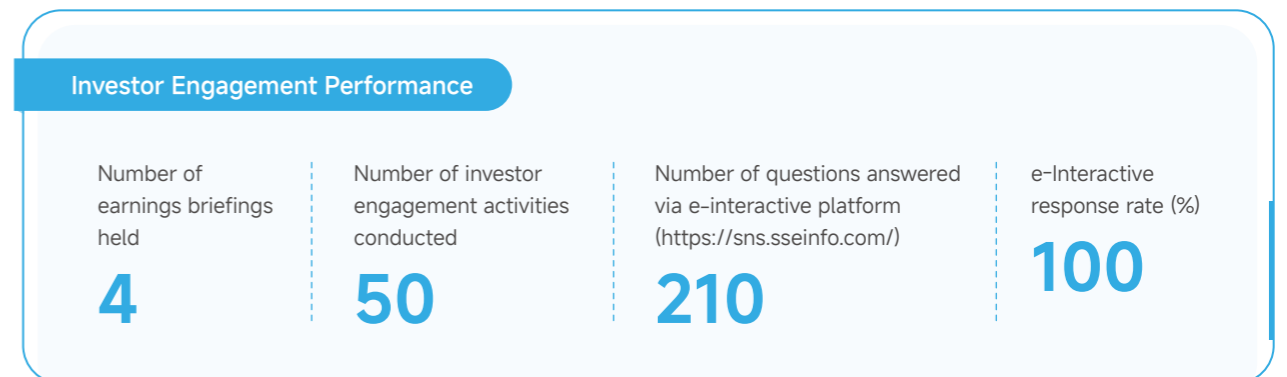 Investor Engagement Performance
Number of
earnings briefings
held
4
Number of investor
engagement activities
conducted
50
Number of questions answered
via e-interactive platform
(https://sns.sseinfo.com/)
210
e-Interactive
response rate (%)
100